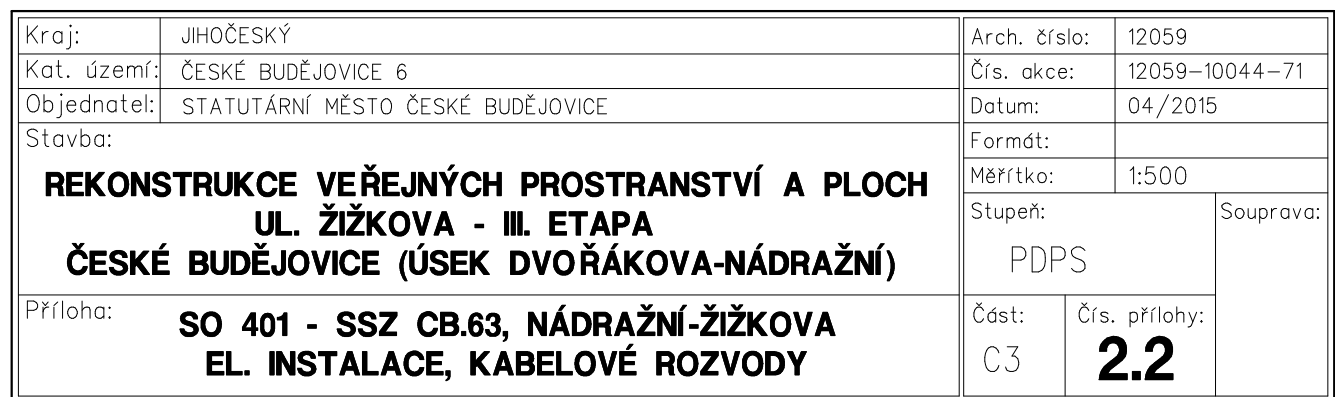 Kraj: JIHOČESKÝ
Kat. území: ČESKÉ BUDĚJOVICE 6
Objednatel: STATUTÁRNÍ MĚSTO ČESKÉ BUDĚJOVICE
Stavba:
REKONSTRUKCE VEŘEJNÝCH PROSTRANSTVÍ A PLOCH
UL. ŽIŽKOVA - III. ETAPA
ČESKÉ BUDĚJOVICE (ÚSEK DVOŘÁKOVA-NÁDRAŽNÍ)
Příloha:
SO 401 - SSZ CB.63, NÁDRAŽNÍ-ŽIŽKOVA
EL. INSTALACE, KABELOVÉ ROZVODY
Arch. číslo: 12059
Čís. akce: 12059-10044-71
Datum: 04/2015
Formát:
Měřítko: 1:500
Stupeň: Souprava:
PDPS
Část: Čís. přílohy:
C3 2.2